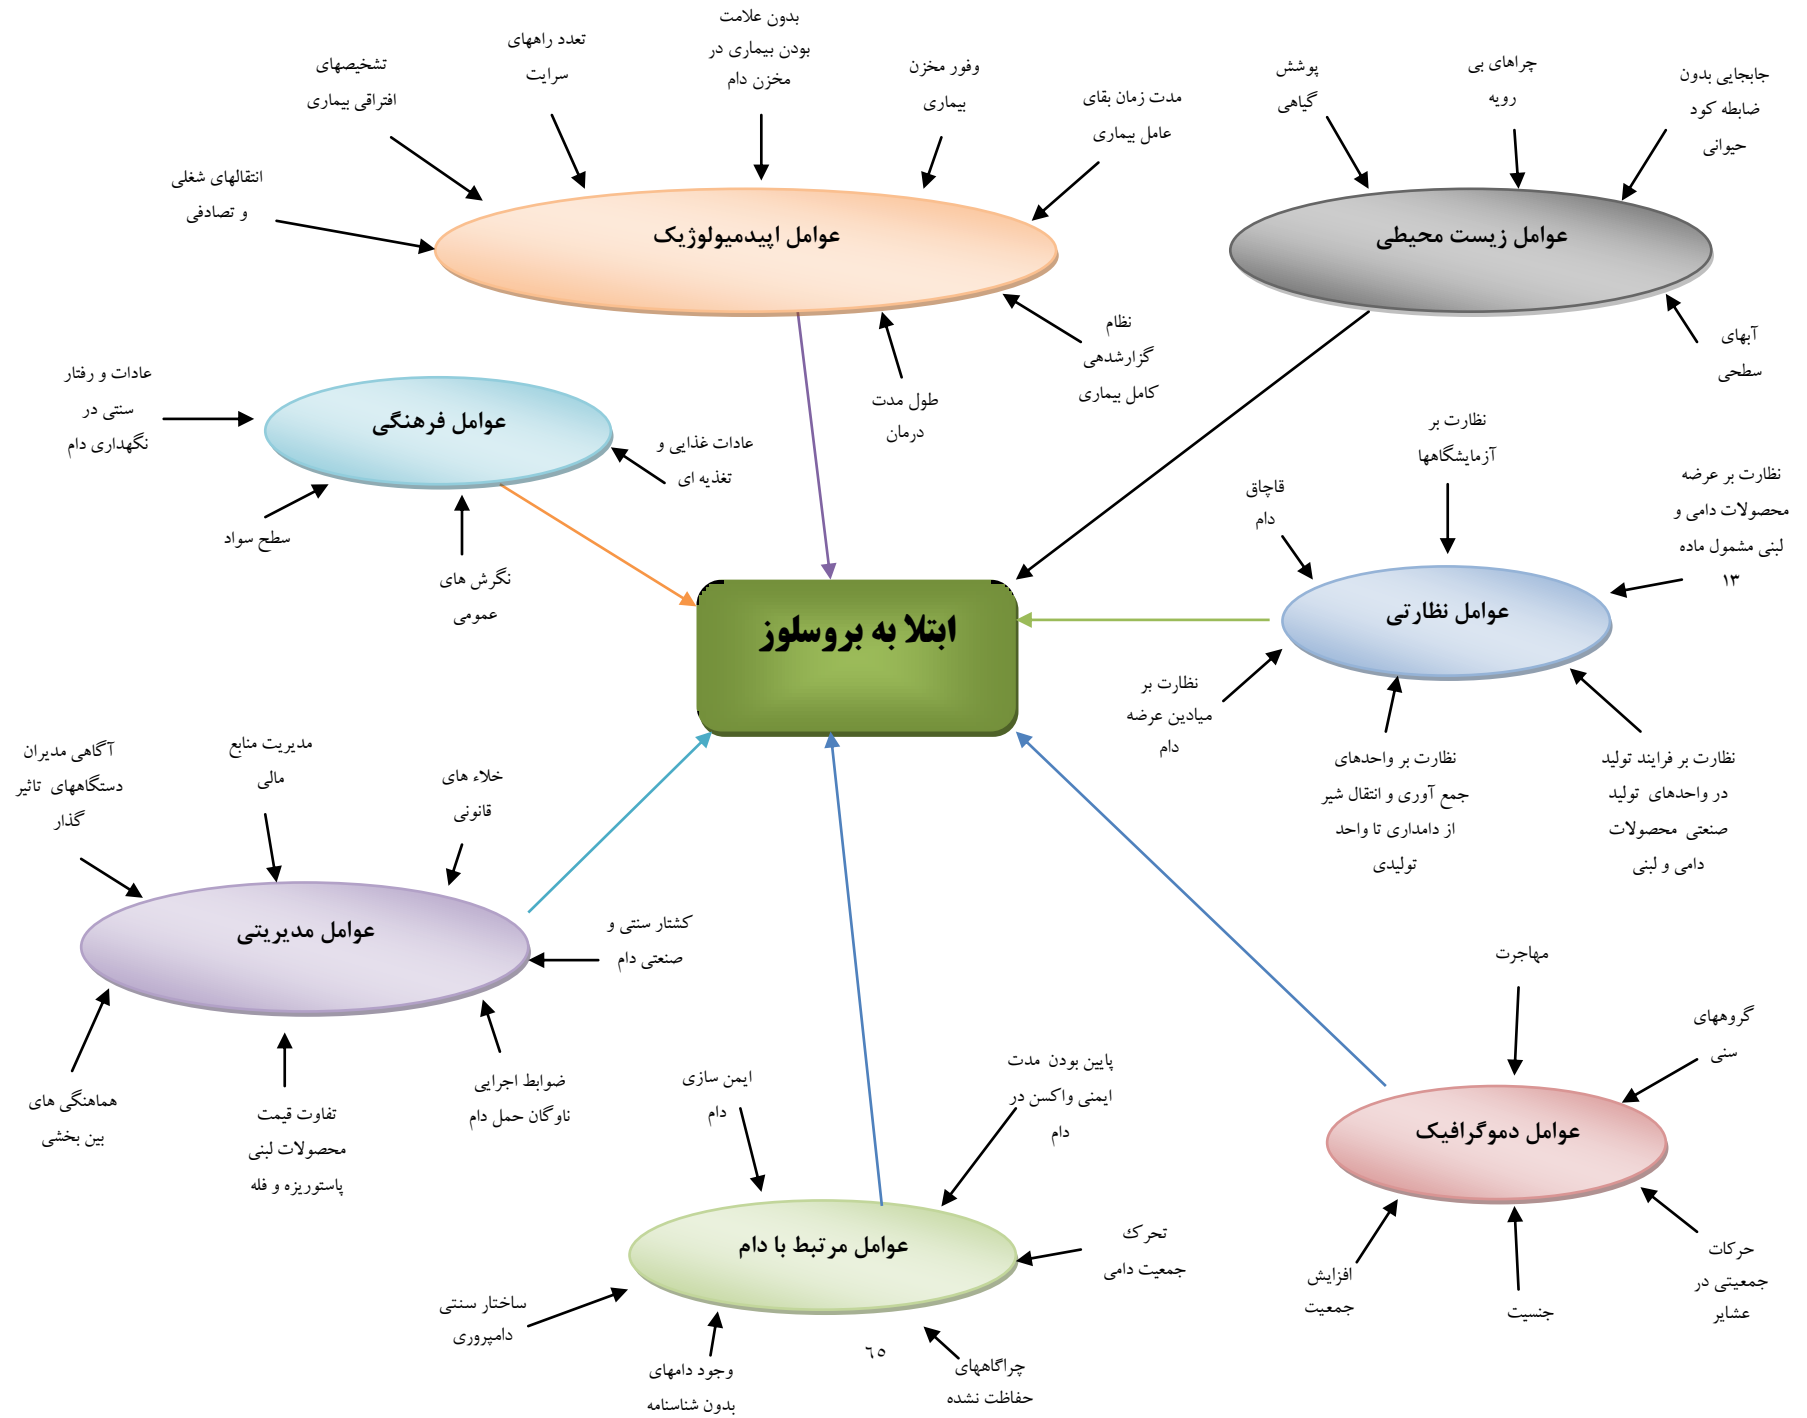 بدون علامت
بودن بیماری در
مخزن دام
تعدد راههای
سرایت
تشخیصهای
افتراقی بیماری
وفور مخزن
بیماری
مدت زمان بقای
عامل بیماری
انتقالهای شغلی
و تصادفی
عوامل اپیدمیولوژیک
نظام
گزارشدهی
کامل بیماری
طول مدت
درمان
پوشش
گیاهی
چراهای بی
رویه
جابجایی بدون
ضابطه کود
حیوانی
عوامل زیست محیطی
آبهای
سطحی
عادات و رفتار
سنتی در
نگهداری دام
عوامل فرهنگی
عادات غذایی و
تغذیه ای
سطح سواد
نگرش های
عمومی
نظارت بر
آزمایشگاهها
قاچاق
دام
نظارت بر عرضه
محصولات دامی و
لبنی مشمول ماده
۱۳
عوامل نظارتی
نظارت بر
میادین عرضه
دام
نظارت بر واحدهای
جمع آوری و انتقال شیر
از دامداری تا واحد
تولیدی
نظارت بر فرایند تولید
در واحدهای تولید
صنعتی محصولات
دامی و لبنی
ابتلا به بروسلوز
آگاهی مدیران
دستگاههای تاثیر
گذار
مدیریت منابع
مالی
خلاء های
قانونی
عوامل مدیریتی
کشتار سنتی و
صنعتی دام
هماهنگی های
بین بخشی
تفاوت قیمت
محصولات لبنی
پاستوریزه و فله
ضوابط اجرایی
ناوگان حمل دام
ایمن سازی
دام
پایین بودن مدت
ایمنی واکسن در
دام
عوامل مرتبط با دام
تحرک
جمعیت دامی
ساختار سنتی
دامپروری
وجود دامهای
بدون شناسنامه
چراگاههای
حفاظت نشده
مهاجرت
گروههای
سنی
عوامل دموگرافیک
افزایش
جمعیت
جنسیت
حرکات
جمعیتی در
عشایر
٦٥